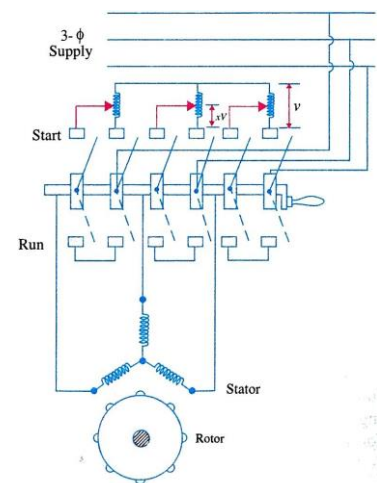 3- ϕ
Supply
v
xV
Start
Run
Stator
Rotor